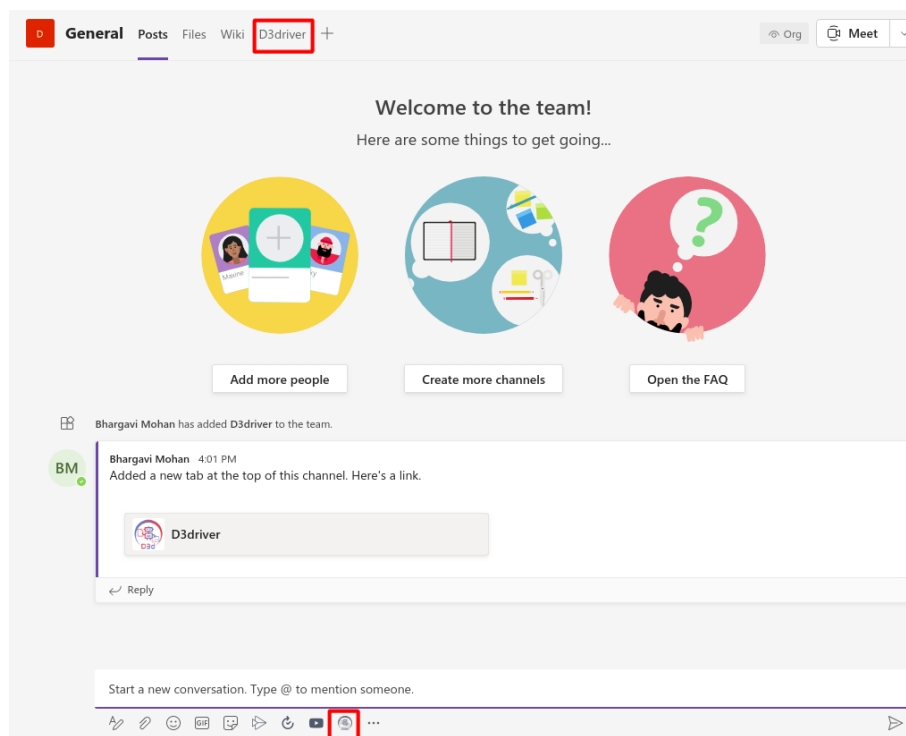 D General Posts Files Wiki D3driver + Org Meet
Welcome to the team!
Here are some things to get going...
Maxine
Add more people Create more channels Open the FAQ
Bhargavi Mohan has added D3driver to the team.
BM Bhargavi Mohan 4:01 PM
Added a new tab at the top of this channel. Here's a link.
D3driver
D3d
Reply
Start a new conversation. Type @ to mention someone.
GIF